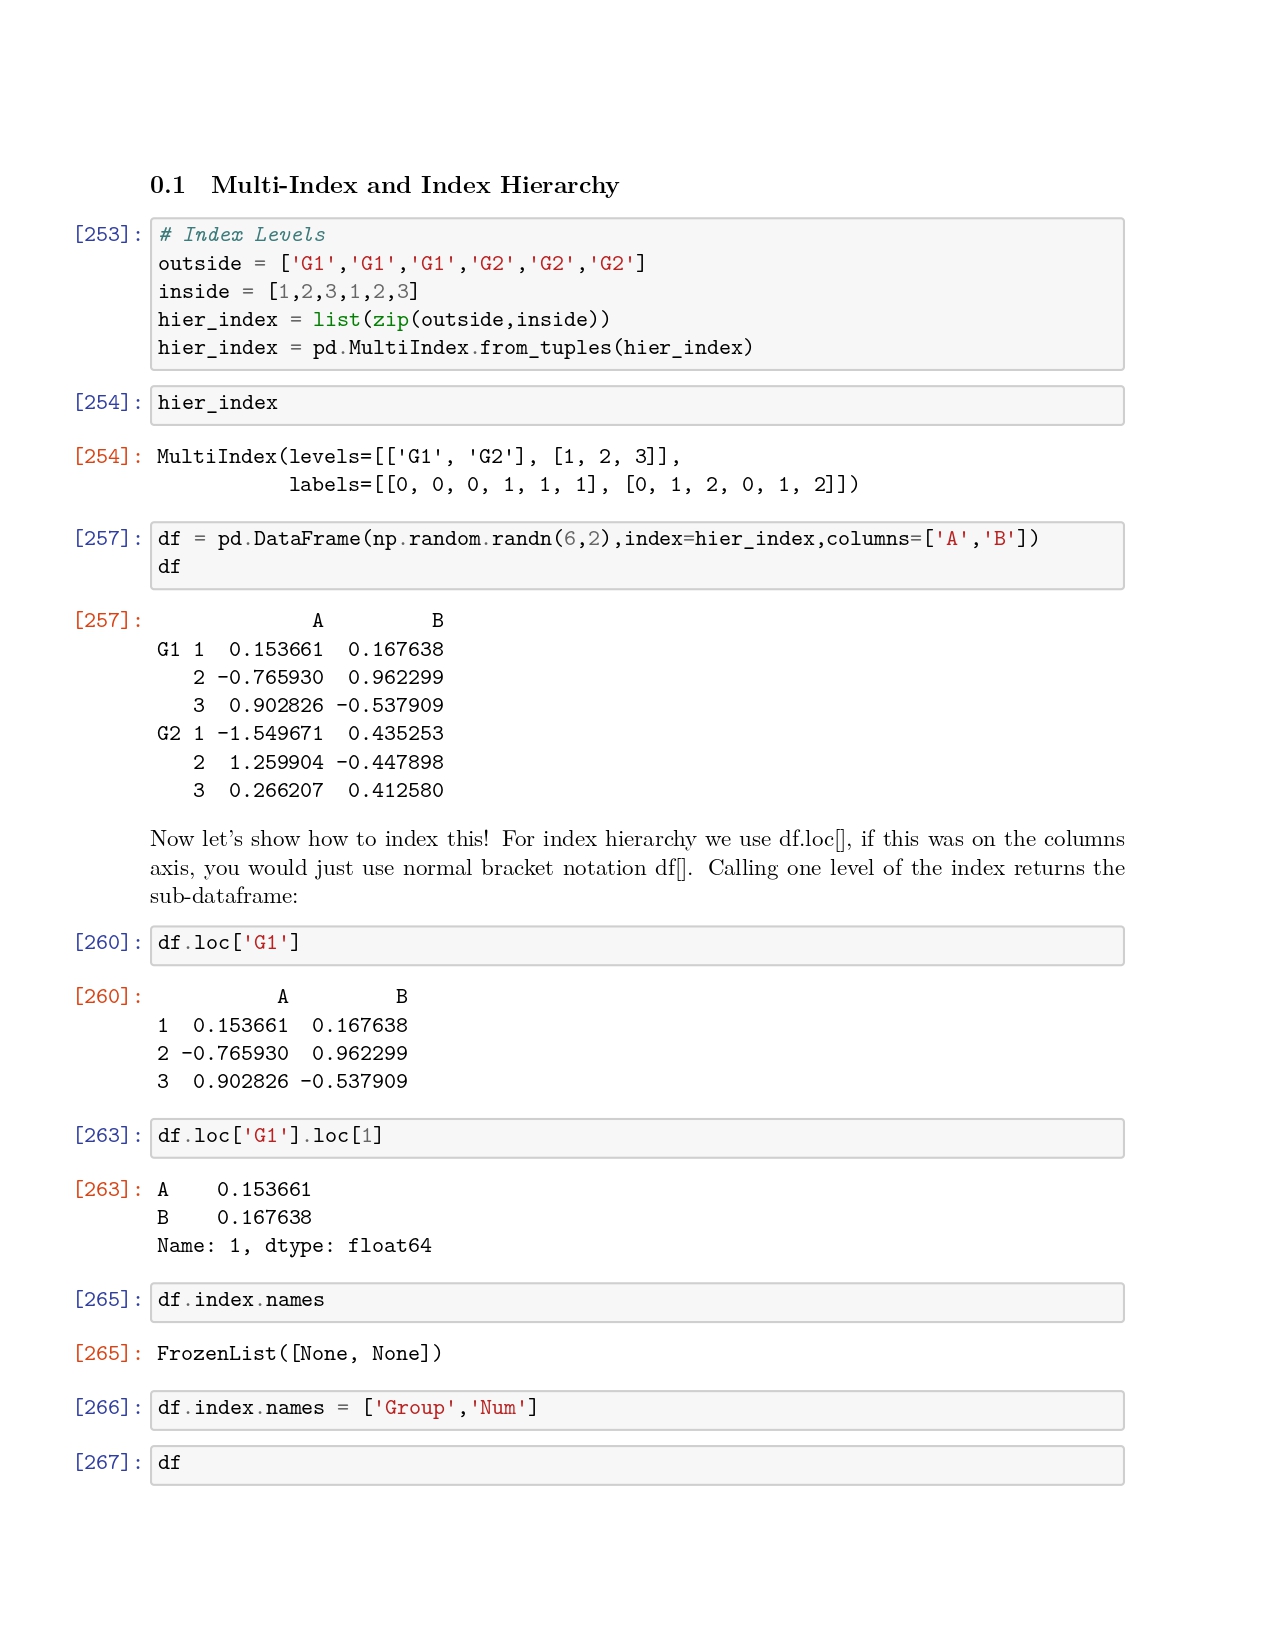 0.1 Multi-Index and Index Hierarchy
[253]: # Index Levels
outside = ['G1','G1','G1','G2','G2','G2']
inside = [1,2,3,1,2,3]
hier_index = list(zip(outside,inside))
hier_index = pd.MultiIndex.from_tuples(hier_index)
[254]: hier_index
[254]: MultiIndex(levels=[['G1', 'G2'], [1, 2, 3]],
           labels=[[0, 0, 0, 1, 1, 1], [0, 1, 2, 0, 1, 2]])
[257]: df = pd.DataFrame(np.random.randn(6,2),index=hier_index,columns=['A','B'])
df
[257]:              A         B
G1 1  0.153661  0.167638
   2 -0.765930  0.962299
   3  0.902826 -0.537909
G2 1 -1.549671  0.435253
   2  1.259904 -0.447898
   3  0.266207  0.412580
Now let's show how to index this! For index hierarchy we use df.loc[], if this was on the columns
axis, you would just use normal bracket notation df[]. Calling one level of the index returns the
sub-dataframe:
[260]: df.loc['G1']
[260]:           A         B
1  0.153661  0.167638
2 -0.765930  0.962299
3  0.902826 -0.537909
[263]: df.loc['G1'].loc[1]
[263]: A    0.153661
B    0.167638
Name: 1, dtype: float64
[265]: df.index.names
[265]: FrozenList([None, None])
[266]: df.index.names = ['Group','Num']
[267]: df